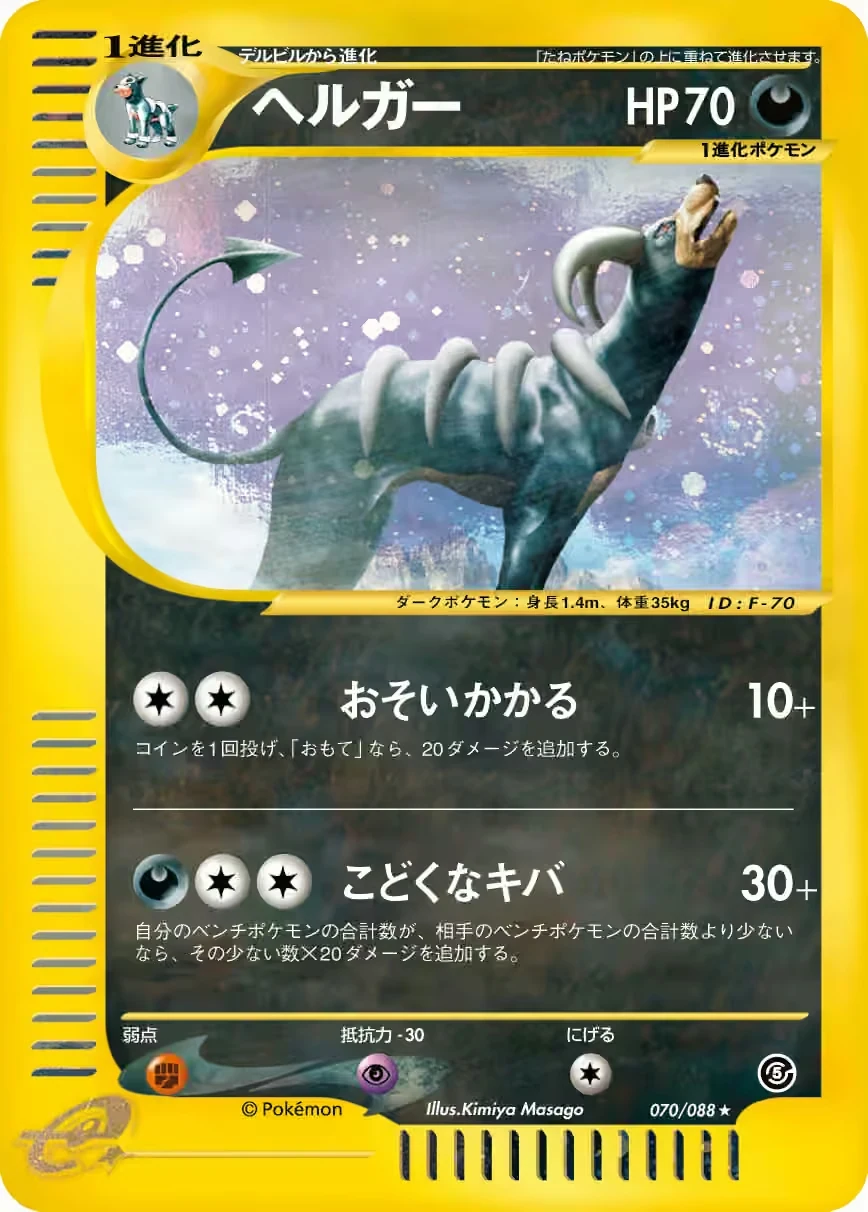 1進化
デルビルから進化
「たねポケモン」の上に重ねて進化させます。
ヘルガー HP70
1進化ポケモン
ダークポケモン：身長1.4m、体重35kg ID：F-70
おそいかかる 10+
コインを1回投げ、「おもて」なら、20ダメージを追加する。
こどくなキバ 30+
自分のベンチポケモンの合計数が、相手のベンチポケモンの合計数より少ない
なら、その少ない数×20ダメージを追加する。
弱点 抵抗力-30 にげる
5
© Pokémon Illus.Kimiya Masago 070/088★
e